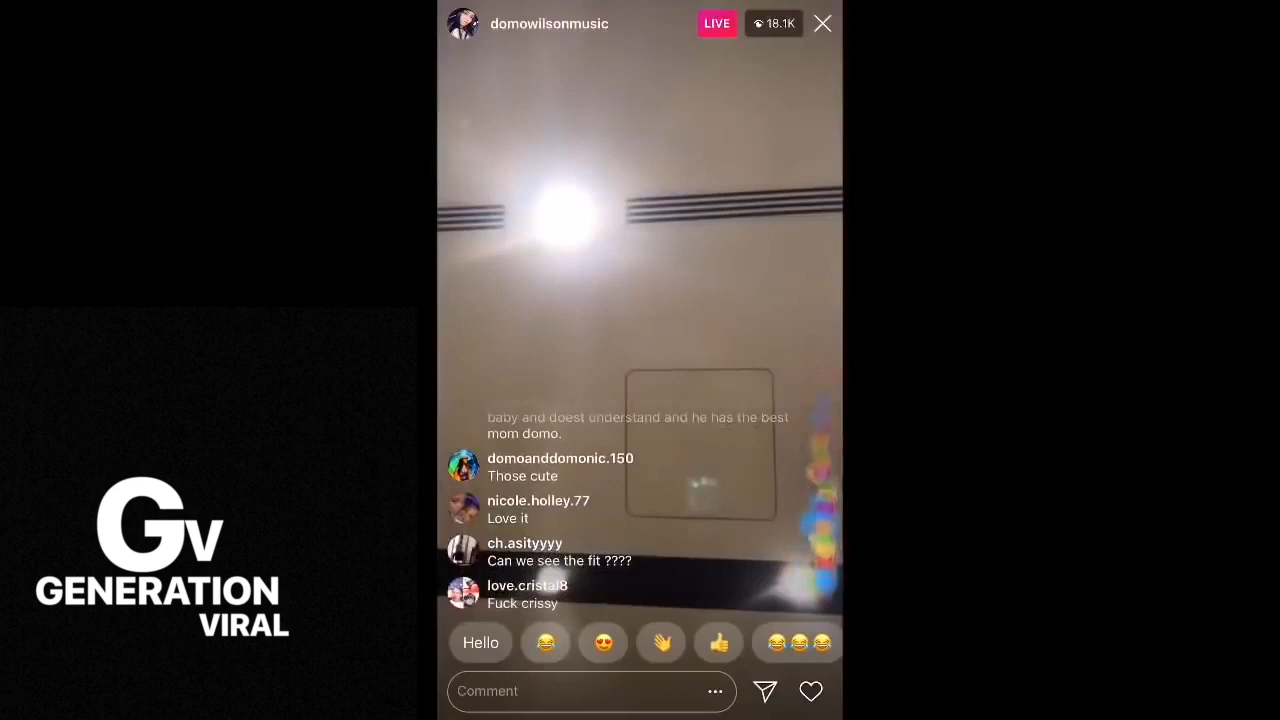 domowilsonmusic
LIVE
18.1K
baby and doest understand and he has the best
mom domo.
domoanddomonic.150
Those cute
nicole.holley.77
Love it
ch.asityyyy
Can we see the fit ????
love.cristal8
Fuck crissy
Hello
Comment
GV
GENERATION
VIRAL